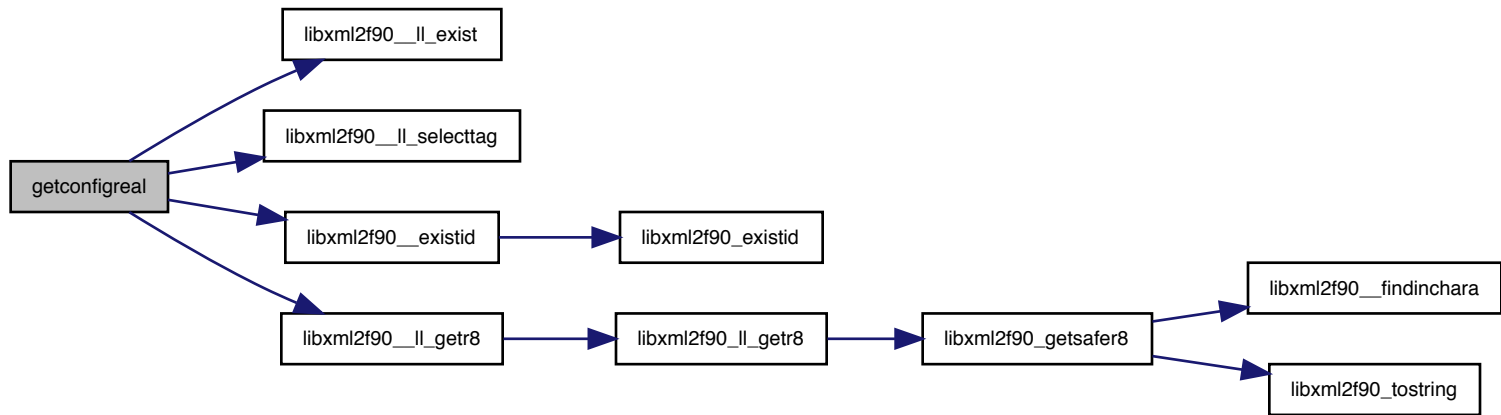 libxml2f90__ll_exist
libxml2f90__ll_selecttag
getconfigreal
libxml2f90__existid
libxml2f90_existid
libxml2f90__findinchara
libxml2f90__ll_getr8
libxml2f90_ll_getr8
libxml2f90_getsafer8
libxml2f90_tostring